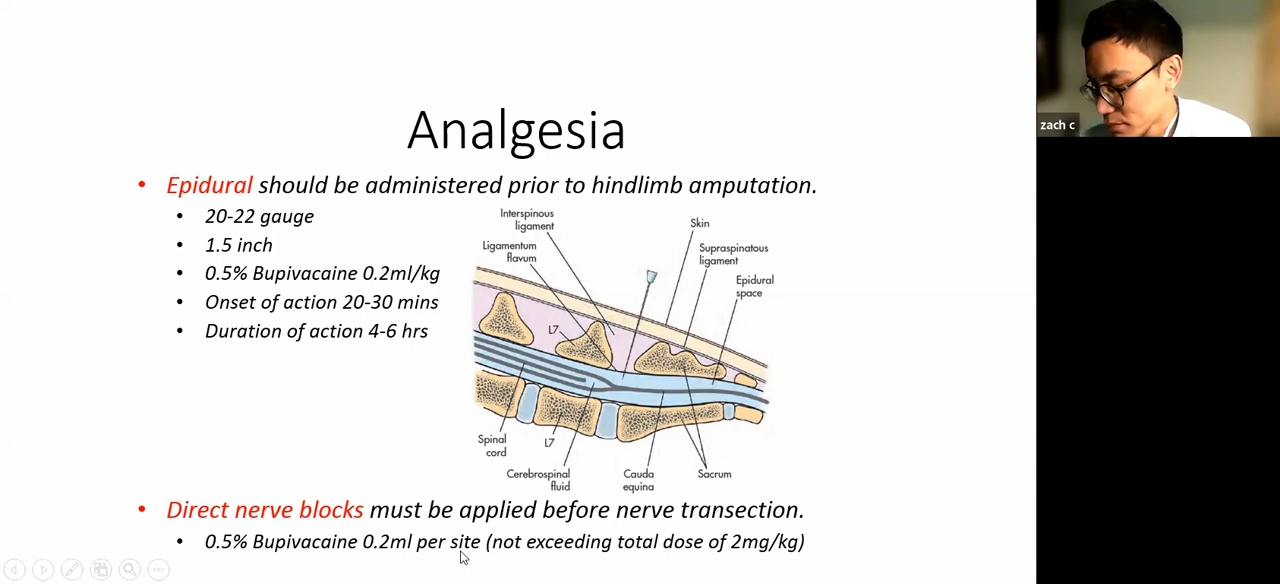 Analgesia
• Epidural should be administered prior to hindlimb amputation.
• 20-22 gauge
• 1.5 inch
• 0.5% Bupivacaine 0.2ml/kg
• Onset of action 20-30 mins
• Duration of action 4-6 hrs
Interspinous
ligament
Ligamentum
flavum
Skin
Supraspinatous
ligament
Epidural
space
L7
Spinal
cord
L7
Cerebrospinal
fluid
Cauda
equina
Sacrum
• Direct nerve blocks must be applied before nerve transection.
• 0.5% Bupivacaine 0.2ml per site (not exceeding total dose of 2mg/kg)
zach c